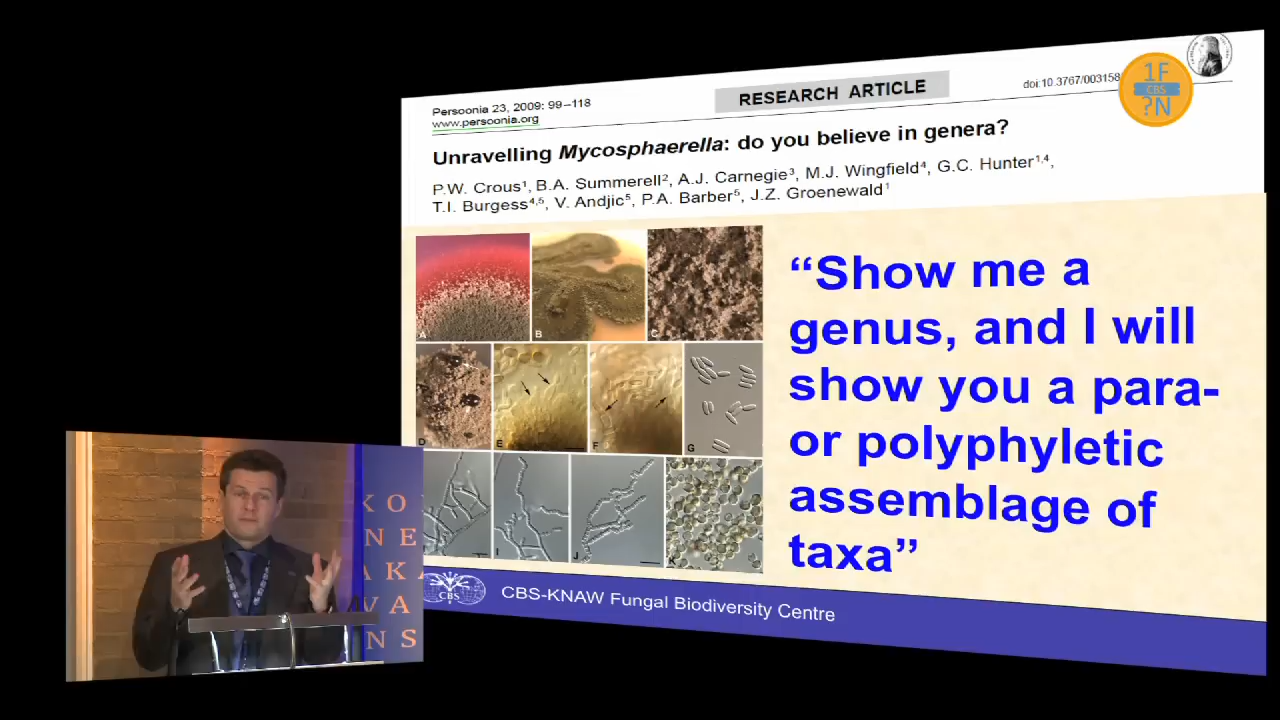 Persoonia 23, 2009: 99–118
www.persoonia.org
RESEARCH ARTICLE
doi:10.3767/003158
1F
CBS
?N
Unravelling Mycosphaerella: do you believe in genera?
P.W. Crous¹, B.A. Summerell², A.J. Carnegie³, M.J. Wingfield⁴, G.C. Hunter¹,⁴,
T.I. Burgess⁴,⁵, V. Andjic⁵, P.A. Barber⁵, J.Z. Groenewald¹
A B C
D E F G
I J
“Show me a
genus, and I will
show you a para-
or polyphyletic
assemblage of
taxa”
CBS
CBS-KNAW Fungal Biodiversity Centre
KO
NE
AKA
WA
NS